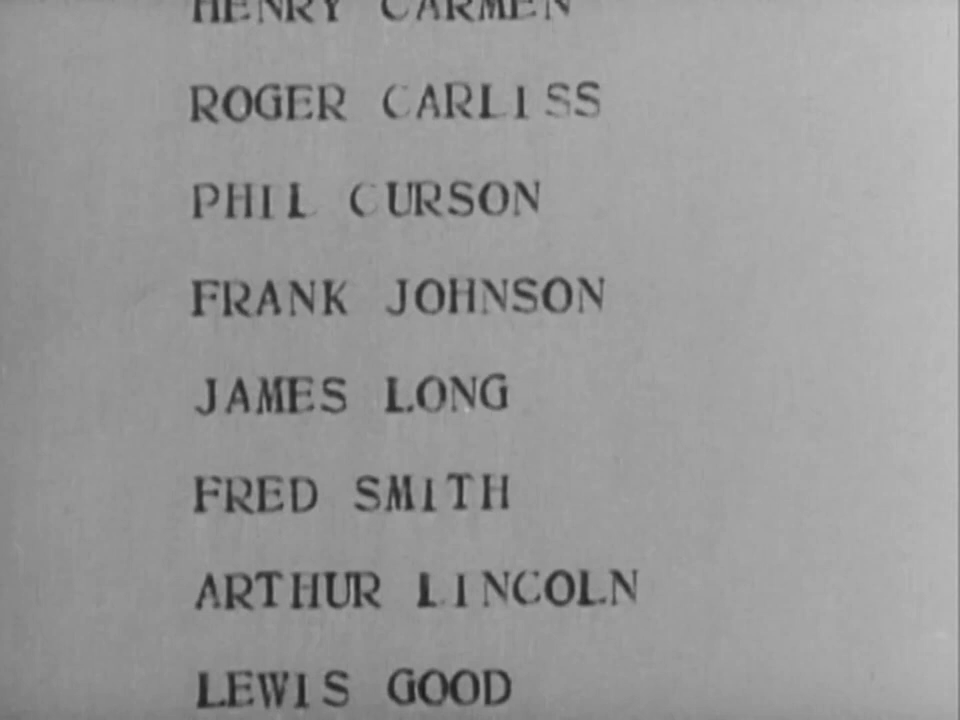 HENRY CARMEN
ROGER CARLISS
PHIL CURSON
FRANK JOHNSON
JAMES LONG
FRED SMITH
ARTHUR LINCOLN
LEWIS GOOD